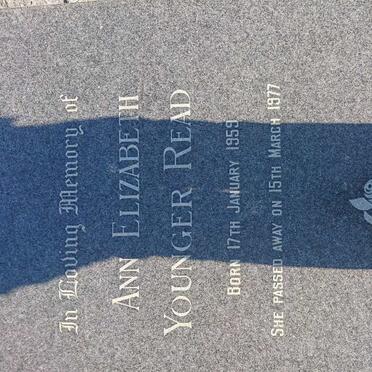 In Loving Memory of
ANN ELIZABETH
YOUNGER READ
BORN 17TH JANUARY 1959
SHE PASSED AWAY ON 15TH MARCH 1977